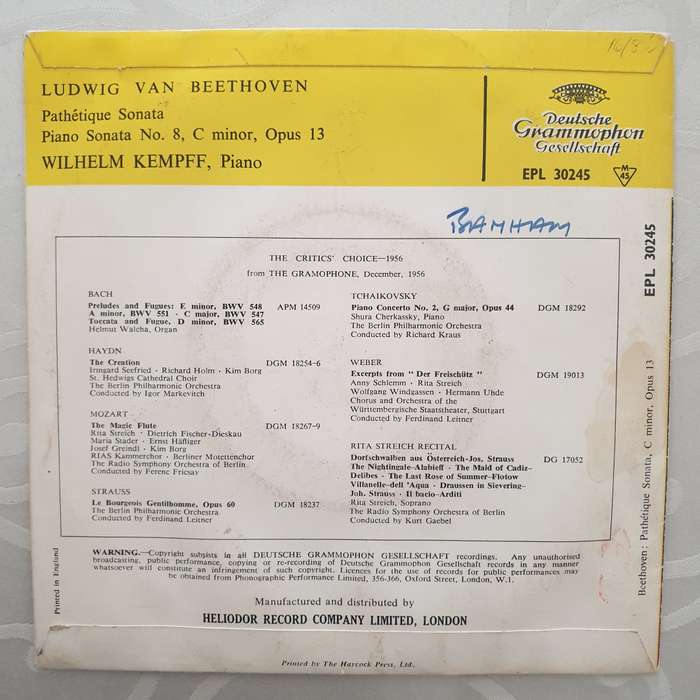 LUDWIG VAN BEETHOVEN
Pathétique Sonata
Piano Sonata No. 8, C minor, Opus 13
WILHELM KEMPFF, Piano
Deutsche
Grammophon
Gesellschaft
EPL 30245
M
45
BAMHAM
EPL 30245
Beethoven: Pathétique Sonata, C minor, Opus 13
THE CRITICS' CHOICE—1956
from THE GRAMOPHONE, December, 1956
BACH
Preludes and Fugues: E minor, BWV 548 APM 14509
A minor, BWV 551 · C major, BWV 547
Toccata and Fugue, D minor, BWV 565
Helmut Walcha, Organ
HAYDN
The Creation DGM 18254-6
Irmgard Seefried · Richard Holm · Kim Borg
St. Hedwigs Cathedral Choir
The Berlin Philharmonic Orchestra
Conducted by Igor Markevitch
MOZART
The Magic Flute DGM 18267-9
Rita Streich · Dietrich Fischer-Dieskau
Maria Stader · Ernst Häfliger
Josef Greindl · Kim Borg
RIAS Kammerchor · Berliner Motettenchor
The Radio Symphony Orchestra of Berlin
Conducted by Ferenc Fricsay
STRAUSS
Le Bourgeois Gentilhomme, Opus 60 DGM 18237
The Berlin Philharmonic Orchestra
Conducted by Ferdinand Leitner
TCHAIKOVSKY
Piano Concerto No. 2, G major, Opus 44 DGM 18292
Shura Cherkassky, Piano
The Berlin Philharmonic Orchestra
Conducted by Richard Kraus
WEBER
Excerpts from "Der Freischütz" DGM 19013
Anny Schlemm · Rita Streich
Wolfgang Windgassen · Hermann Uhde
Chorus and Orchestra of the
Württembergische Staatstheater, Stuttgart
Conducted by Ferdinand Leitner
RITA STREICH RECITAL
Dorfschwalben aus Österreich-Jos. Strauss DG 17052
The Nightingale-Alabieff · The Maid of Cadiz-
Delibes · The Last Rose of Summer-Flotow
Villanelle-dell 'Aqua · Draussen in Sievering-
Joh. Strauss · Il bacio-Arditi
Rita Streich, Soprano
The Radio Symphony Orchestra of Berlin
Conducted by Kurt Gaebel
WARNING.—Copyright subsists in all DEUTSCHE GRAMMOPHON GESELLSCHAFT recordings. Any unauthorised
broadcasting, public performance, copying or re-recording of Deutsche Grammophon Gesellschaft records in any manner
whatsoever will constitute an infringement of such copyright. Licences for the use of records for public performances may
be obtained from Phonographic Performance Limited, 356-366, Oxford Street, London, W.1.
Manufactured and distributed by
HELIODOR RECORD COMPANY LIMITED, LONDON
Printed in England
Printed by The Haycock Press, Ltd.